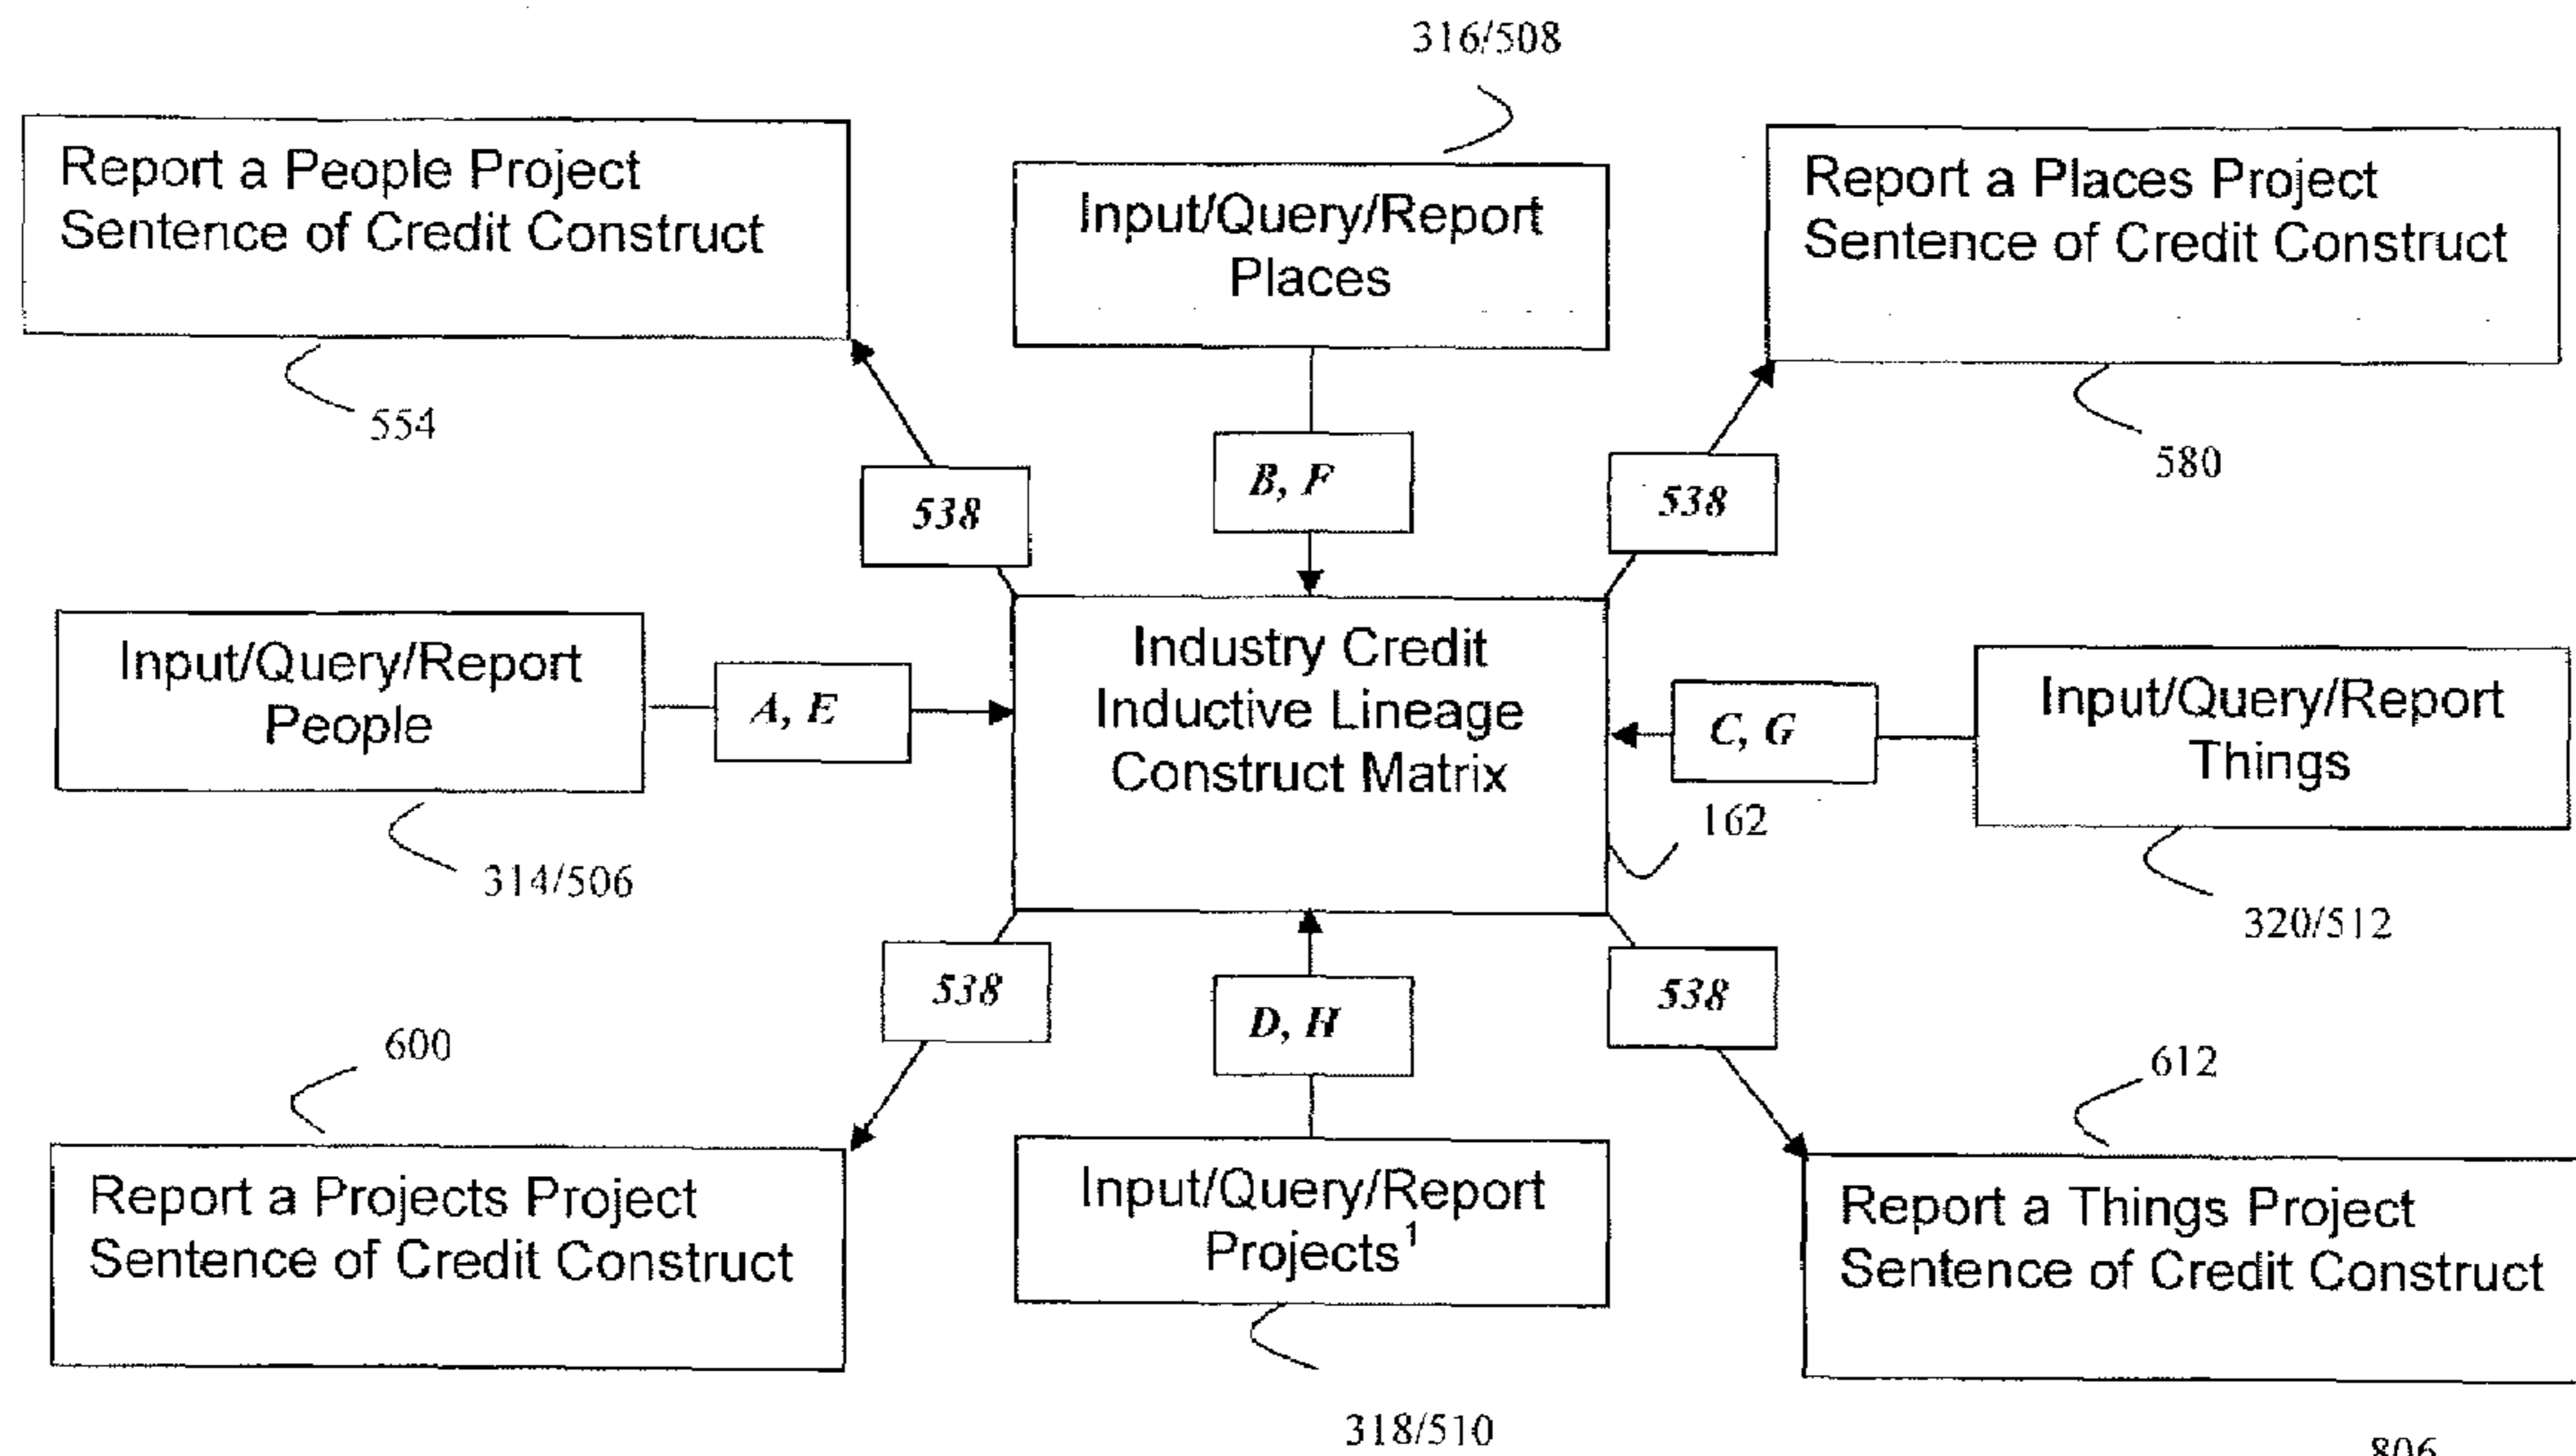 316/508
Report a People Project
Sentence of Credit Construct
Input/Query/Report
Places
Report a Places Project
Sentence of Credit Construct
554
580
538
B, F
538
Input/Query/Report
People
A, E
Industry Credit
Inductive Lineage
Construct Matrix
C, G
Input/Query/Report
Things
162
314/506
320/512
538
D, H
538
600
612
Report a Projects Project
Sentence of Credit Construct
Input/Query/Report
Projects¹
Report a Things Project
Sentence of Credit Construct
318/510
806